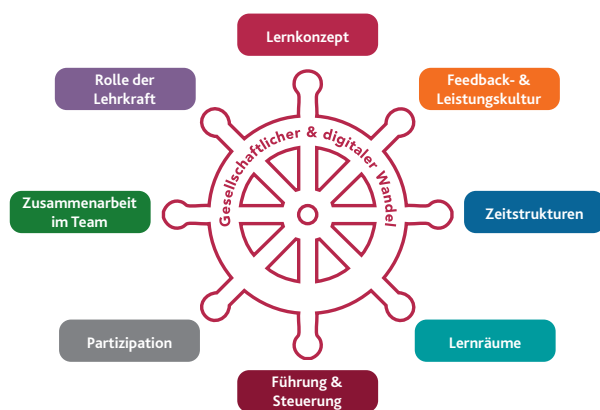 Lernkonzept
Rolle der
Lehrkraft
Feedback- &
Leistungskultur
Gesellschaftlicher & digitaler Wandel
Zusammenarbeit
im Team
Zeitstrukturen
Partizipation
Lernräume
Führung &
Steuerung